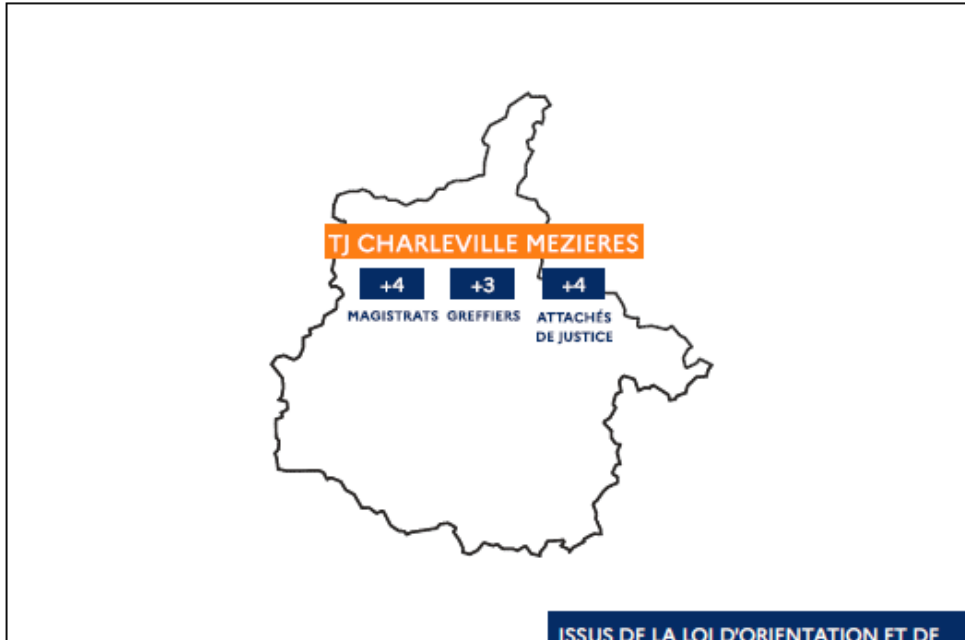 TJ CHARLEVILLE MEZIERES
+4 +3 +4
MAGISTRATS GREFFIERS ATTACHÉS
DE JUSTICE
ISSUS DE LA LOI D'ORIENTATION ET DE